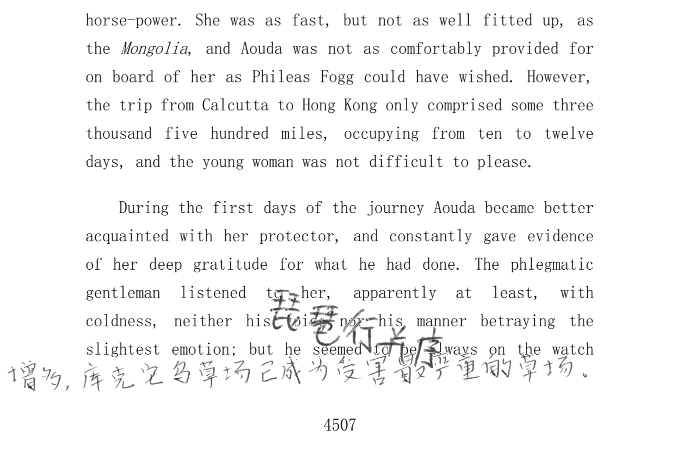 horse-power. She was as fast, but not as well fitted up, as
the Mongolia, and Aouda was not as comfortably provided for
on board of her as Phileas Fogg could have wished. However,
the trip from Calcutta to Hong Kong only comprised some three
thousand five hundred miles, occupying from ten to twelve
days, and the young woman was not difficult to please.
During the first days of the journey Aouda became better
acquainted with her protector, and constantly gave evidence
of her deep gratitude for what he had done. The phlegmatic
gentleman listened to her, apparently at least, with
coldness, neither his voice nor his manner betraying the
slightest emotion; but he seemed to be always on the watch
琵琶行并序
增多，库克它乌草场已成为受害最严重的草场。
4507